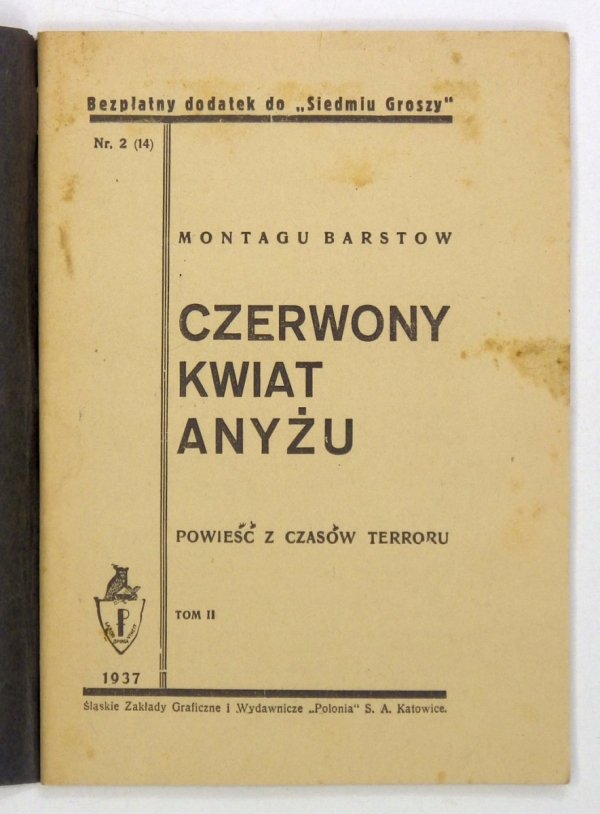 Bezpłatny dodatek do „Siedmiu Groszy"
Nr. 2 (14)
MONTAGU BARSTOW
CZERWONY
KWIAT
ANYŻU
POWIEŚĆ Z CZASÓW TERRORU
TOM II
P
1937
Śląskie Zakłady Graficzne i Wydawnicze „Polonia" S. A. Katowice.